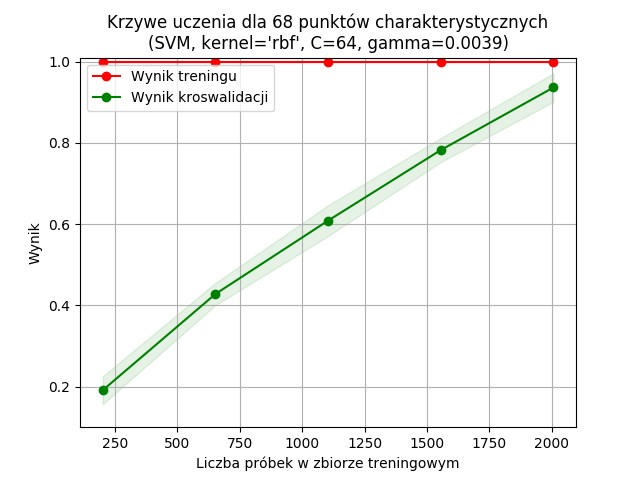 Krzywe uczenia dla 68 punktów charakterystycznych
(SVM, kernel='rbf', C=64, gamma=0.0039)
1.0
0.8
0.6
0.4
0.2
Wynik
Wynik treningu
Wynik kroswalidacji
250 500 750 1000 1250 1500 1750 2000
Liczba próbek w zbiorze treningowym